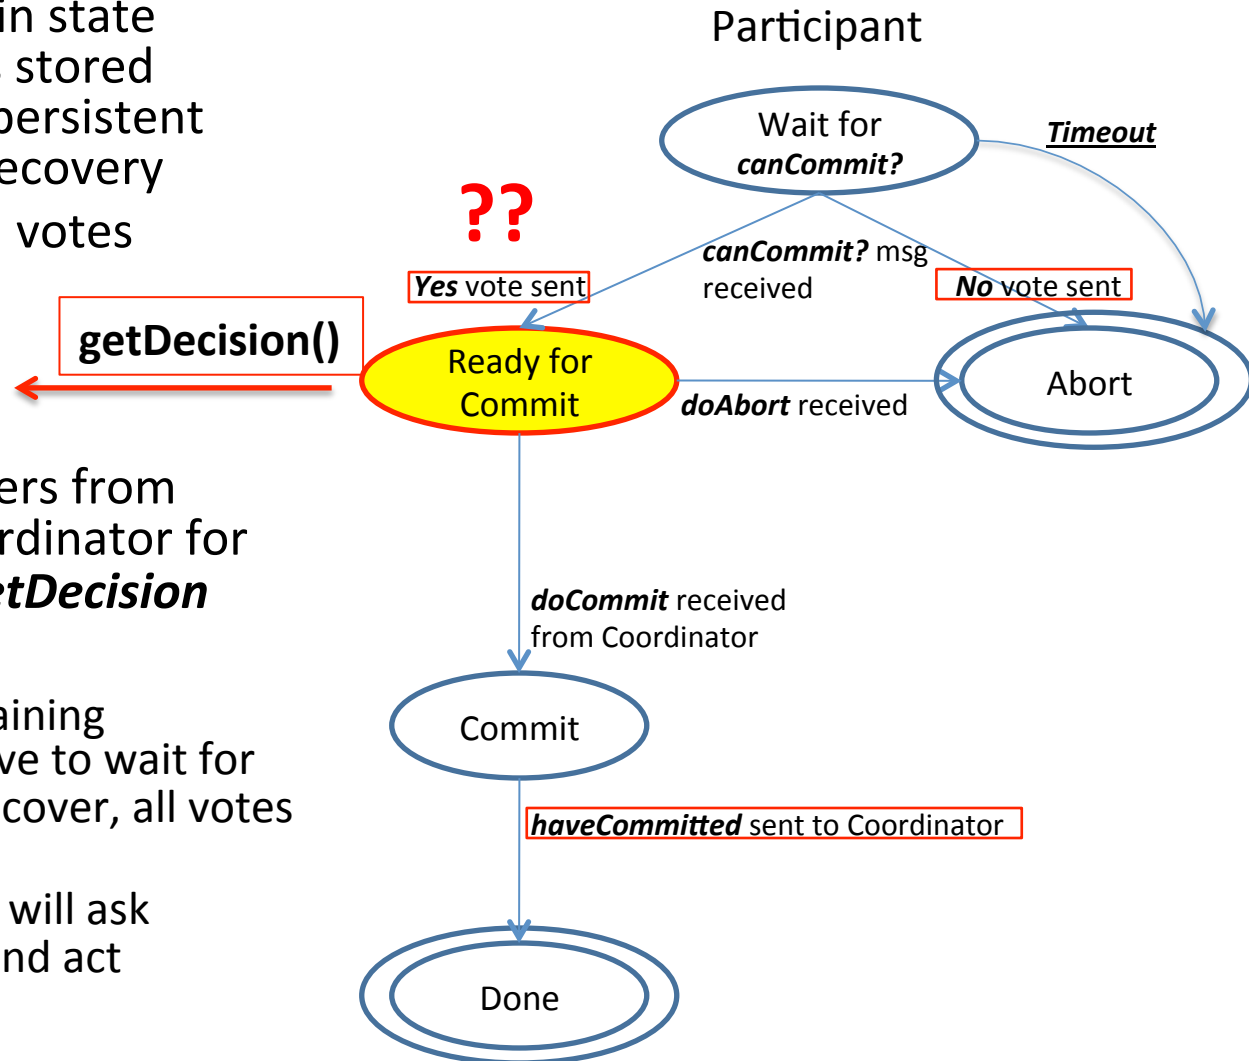 in state
stored
persistent
ecovery
votes
Participant
Wait for
canCommit?
Timeout
??
canCommit? msg
received
Yes vote sent
No vote sent
getDecision()
Ready for
Commit
doAbort received
Abort
ers from
rdinator for
etDecision
doCommit received
from Coordinator
aining
ve to wait for
cover, all votes
Commit
haveCommitted sent to Coordinator
will ask
nd act
Done